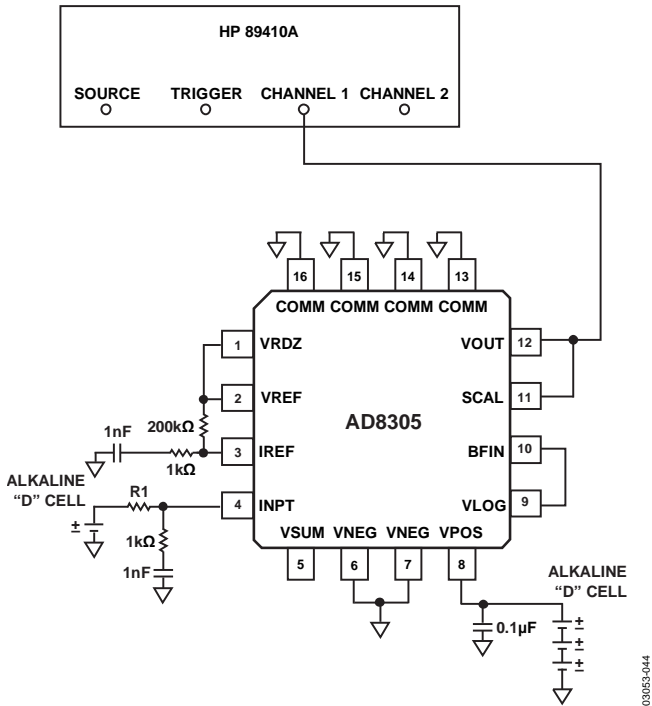 HP 89410A
SOURCE TRIGGER CHANNEL 1 CHANNEL 2
16 15 14 13
COMM COMM COMM COMM
1 VRDZ VOUT 12
2 VREF SCAL 11
200kΩ
AD8305
1nF
3 IREF BFIN 10
1kΩ
ALKALINE
"D" CELL
R1
4 INPT VLOG 9
±
1kΩ
VSUM VNEG VNEG VPOS
1nF
5 6 7 8
ALKALINE
"D" CELL
0.1µF
±
±
±
03053-044